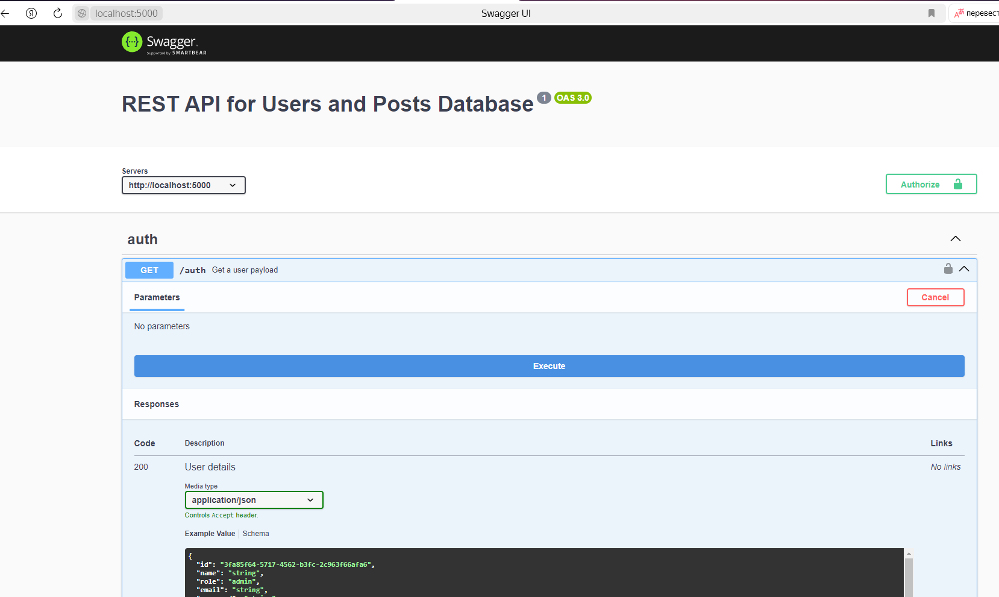 Я
localhost:5000
Swagger UI
перевест
Swagger
Supported by SMARTBEAR
REST API for Users and Posts Database 1 OAS 3.0
Servers
http://localhost:5000
Authorize
auth
GET /auth Get a user payload
Parameters
Cancel
No parameters
Execute
Responses
Code Description Links
200 User details No links
Media type
application/json
Controls Accept header.
Example Value Schema
{
"id": "3fa85f64-5717-4562-b3fc-2c963f66afa6",
"name": "string",
"role": "admin",
"email": "string",